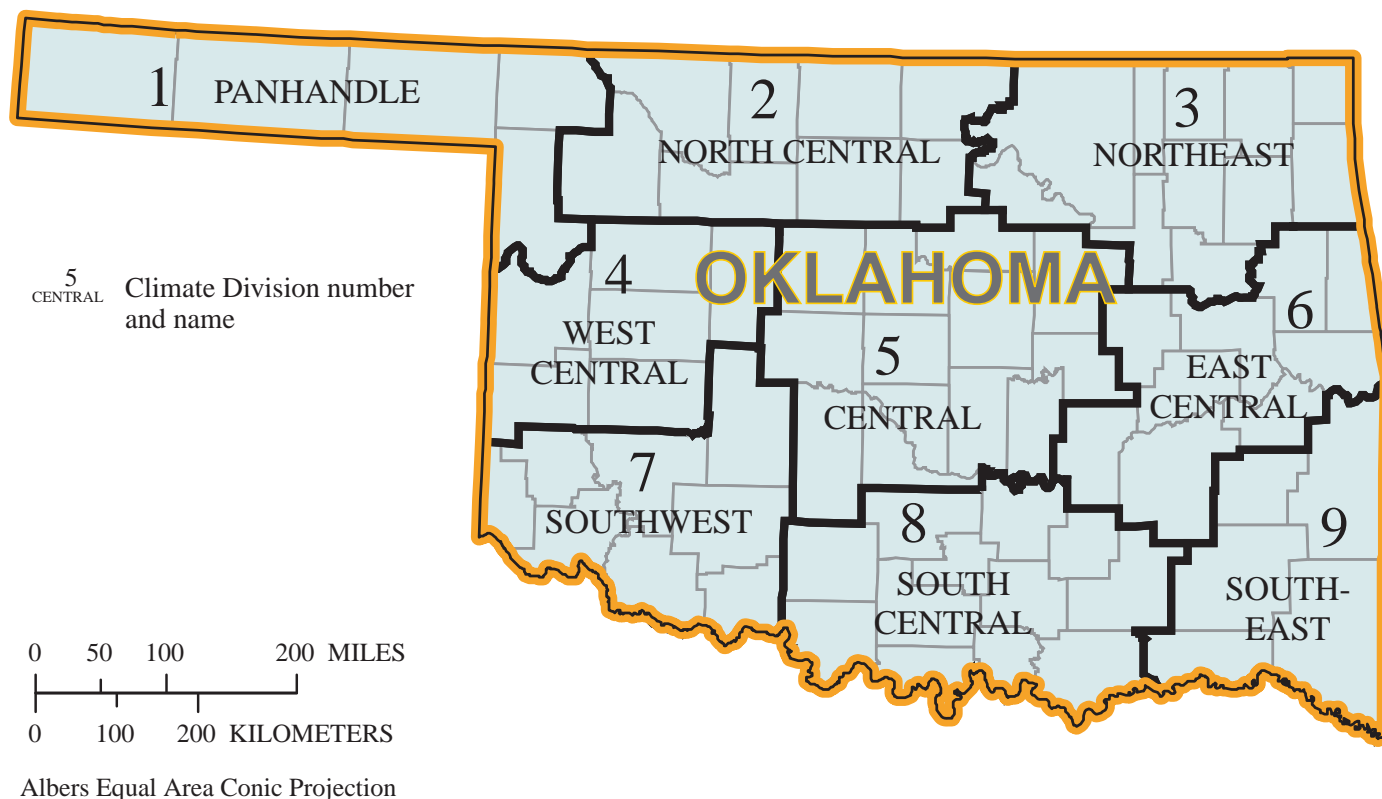 1 PANHANDLE
2
NORTH CENTRAL
3
NORTHEAST
OKLAHOMA
4
WEST
CENTRAL
5
CENTRAL
6
EAST
CENTRAL
7
SOUTHWEST
8
SOUTH
CENTRAL
9
SOUTH-
EAST
5
CENTRAL
Climate Division number
and name
0 50 100 200 MILES
0 100 200 KILOMETERS
Albers Equal Area Conic Projection